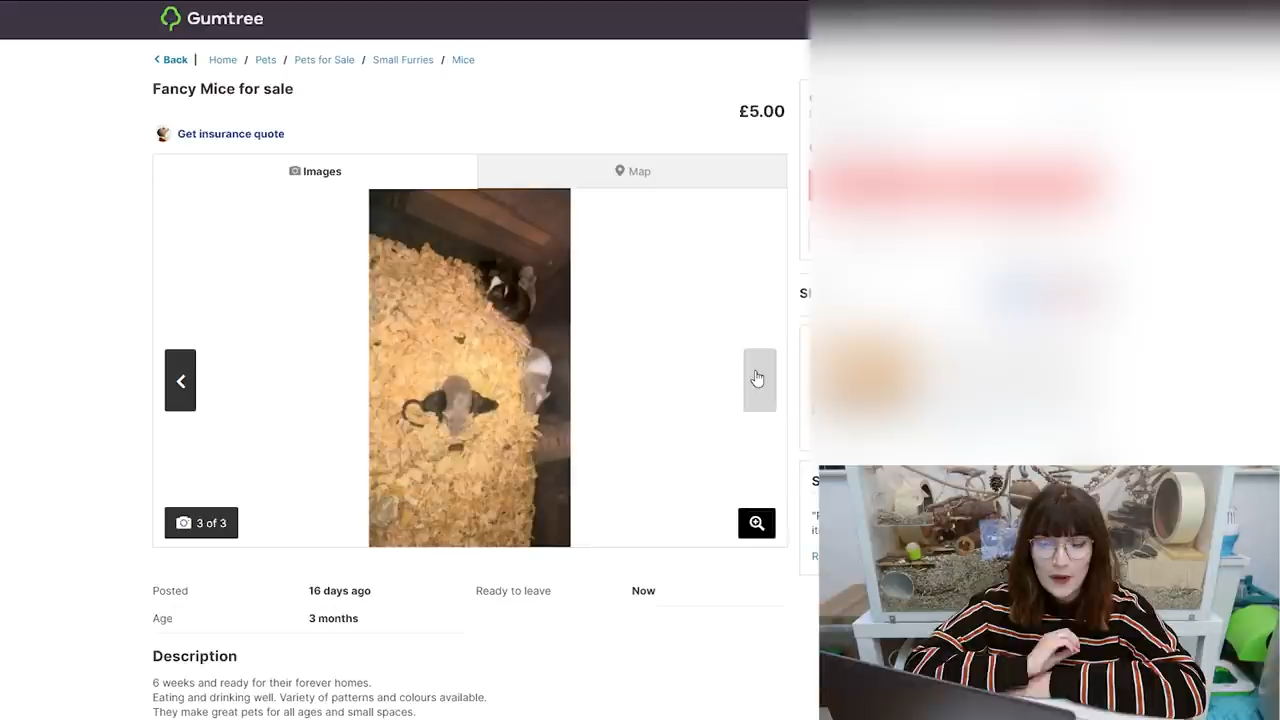 Gumtree
Back | Home / Pets / Pets for Sale / Small Furries / Mice
Fancy Mice for sale
£5.00
Get insurance quote
Images
Map
3 of 3
Posted 16 days ago Ready to leave Now
Age 3 months
Description
6 weeks and ready for their forever homes.
Eating and drinking well. Variety of patterns and colours available.
They make great pets for all ages and small spaces.